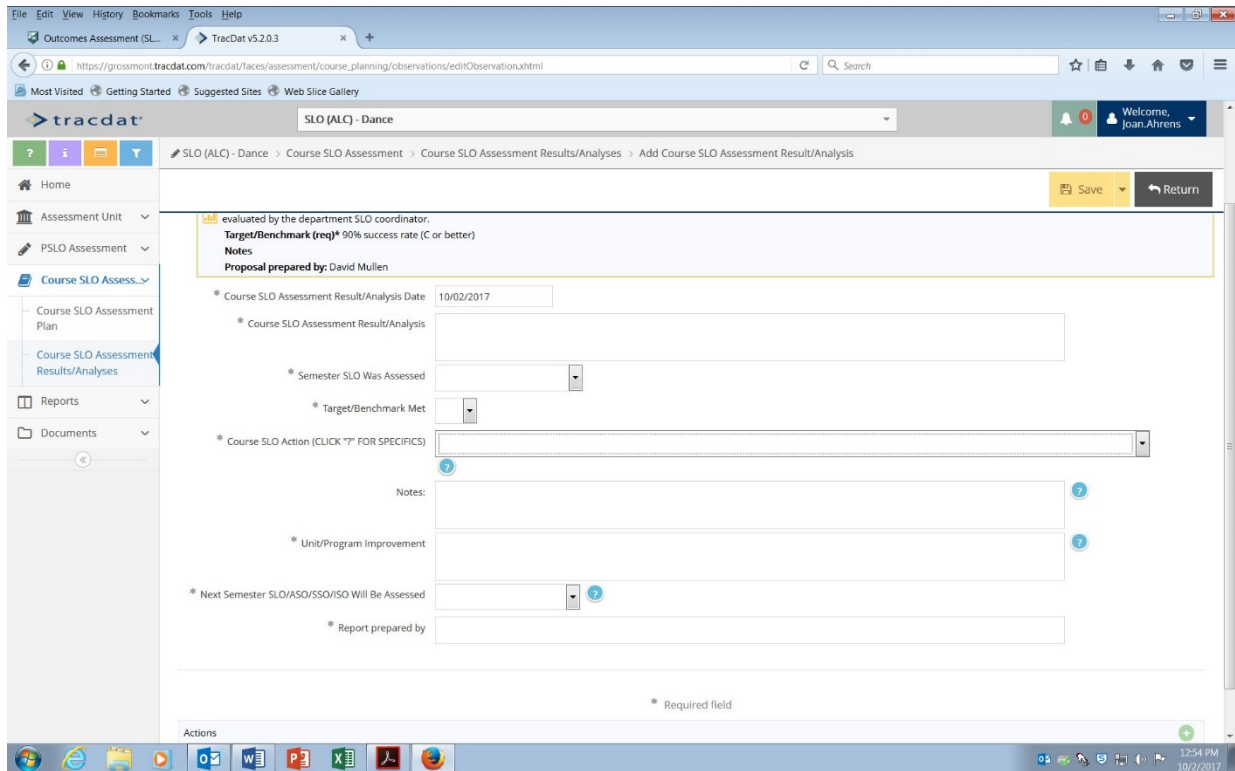 File Edit View History Bookmarks Tools Help
Outcomes Assessment (SL... × TracDat v5.2.0.3 × +
https://grossmont.tracdat.com/tracdat/faces/assessment/course_planning/observations/editObservation.xhtml Search
Most Visited Getting Started Suggested Sites Web Slice Gallery
tracdat SLO (ALC) - Dance 0 Welcome,
Joan.Ahrens
? i SLO (ALC) - Dance > Course SLO Assessment > Course SLO Assessment Results/Analyses > Add Course SLO Assessment Result/Analysis
Home
Save Return
Assessment Unit
PSLO Assessment
Course SLO Assess..
Course SLO Assessment
Plan
Course SLO Assessment
Results/Analyses
Reports
Documents
evaluated by the department SLO coordinator.
Target/Benchmark (req)* 90% success rate (C or better)
Notes
Proposal prepared by: David Mullen
* Course SLO Assessment Result/Analysis Date 10/02/2017
* Course SLO Assessment Result/Analysis
* Semester SLO Was Assessed
* Target/Benchmark Met
* Course SLO Action (CLICK "?" FOR SPECIFICS)
?
Notes: ?
* Unit/Program Improvement ?
* Next Semester SLO/ASO/SSO/ISO Will Be Assessed ?
* Report prepared by
* Required field
Actions
12:54 PM
10/2/2017